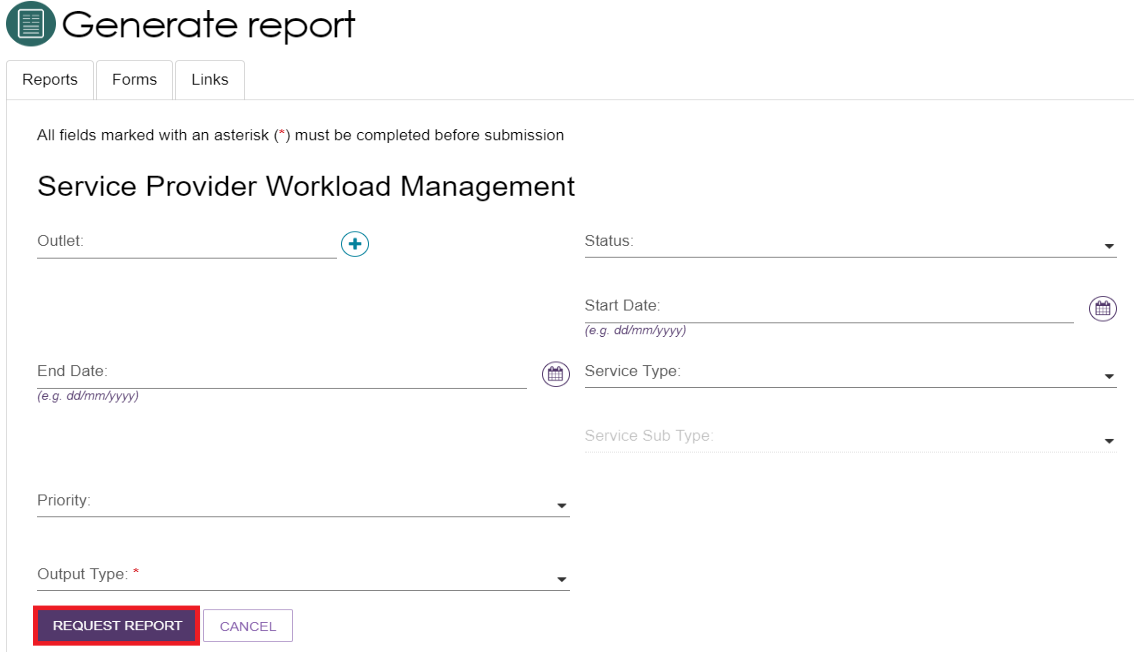 Generate report
Reports Forms Links
All fields marked with an asterisk (*) must be completed before submission
Service Provider Workload Management
Outlet:
Status:
Start Date:
(e.g. dd/mm/yyyy)
End Date:
(e.g. dd/mm/yyyy)
Service Type:
Service Sub Type:
Priority:
Output Type: *
REQUEST REPORT CANCEL